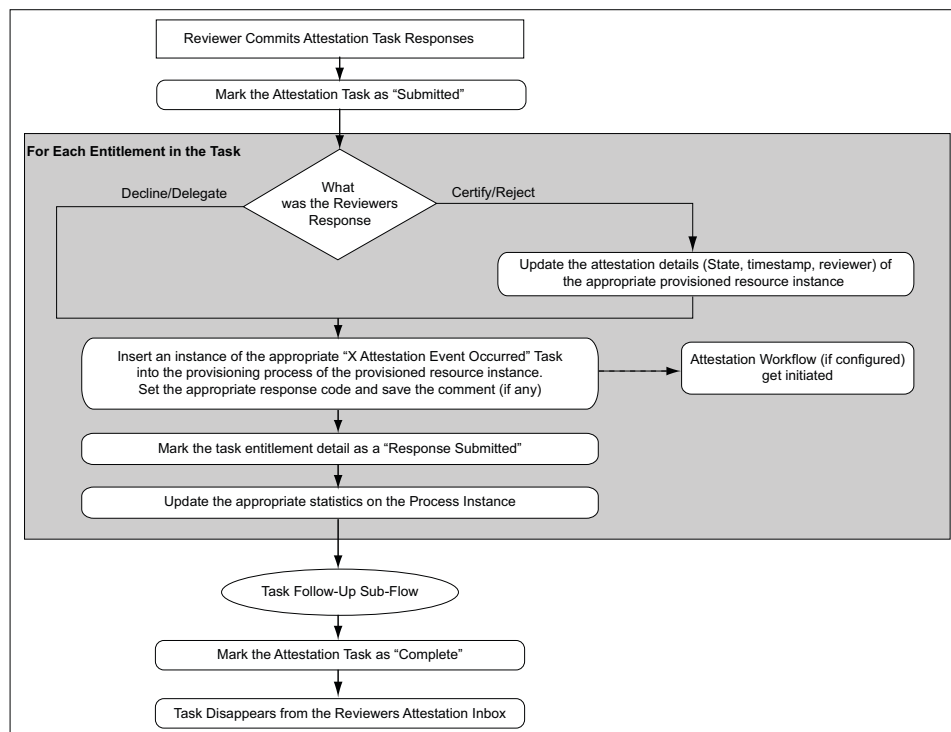 Reviewer Commits Attestation Task Responses
Mark the Attestation Task as “Submitted”
For Each Entitlement in the Task
Decline/Delegate
What
was the Reviewers
Response
Certify/Reject
Update the attestation details (State, timestamp, reviewer) of
the appropriate provisioned resource instance
Insert an instance of the appropriate “X Attestation Event Occurred” Task
into the provisioning process of the provisioned resource instance.
Set the appropriate response code and save the comment (if any)
Attestation Workflow (if configured)
get initiated
Mark the task entitlement detail as a “Response Submitted”
Update the appropriate statistics on the Process Instance
Task Follow-Up Sub-Flow
Mark the Attestation Task as “Complete”
Task Disappears from the Reviewers Attestation Inbox